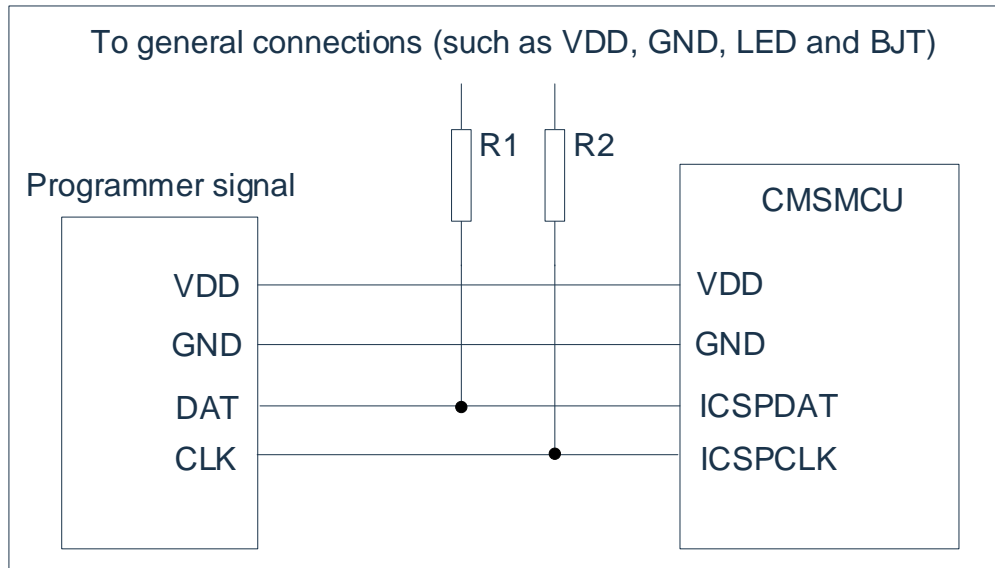 To general connections (such as VDD, GND, LED and BJT)
R1
R2
Programmer signal
CMSMCU
VDD
VDD
GND
GND
DAT
ICSPDAT
CLK
ICSPCLK